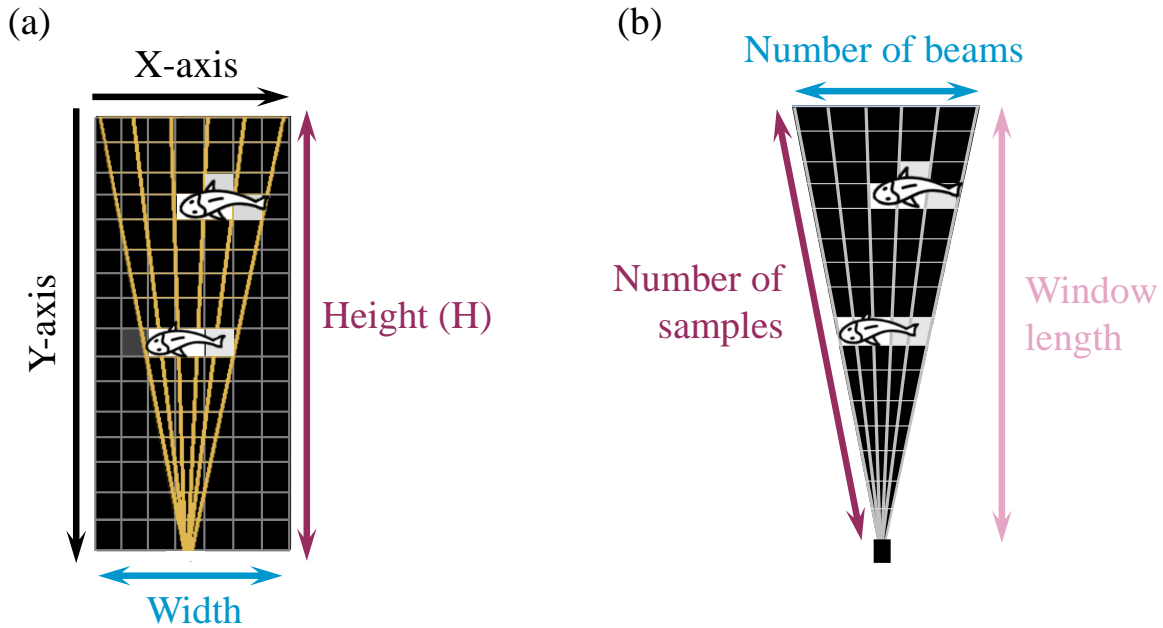 (a)
X-axis
Y-axis
Height (H)
Width
(b)
Number of beams
Number of
samples
Window
length